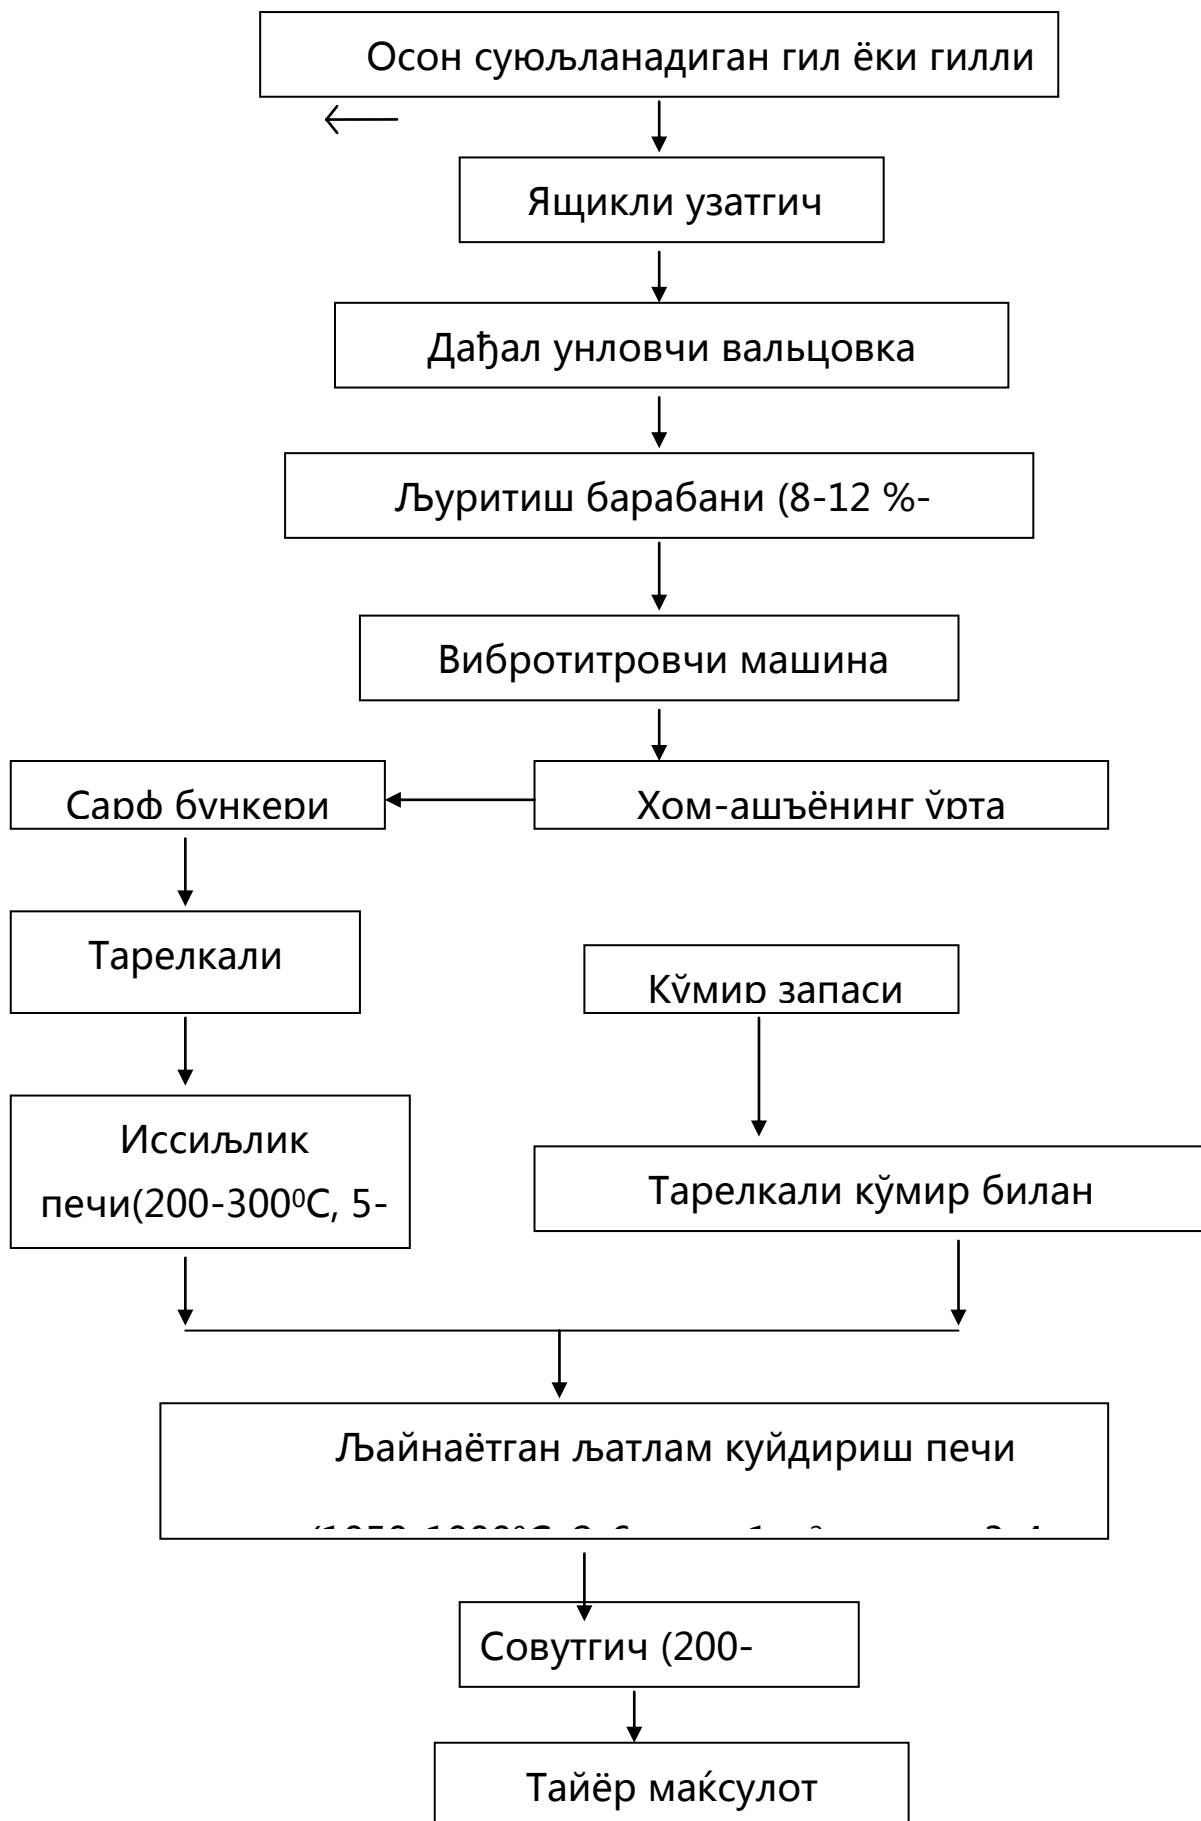 Осон суюљланадиган гил ёки гилли
Ящикли узатгич
Дађал унловчи вальцовка
Љуритиш барабани (8-12 %-
Вибротитровчи машина
Сарф бункери
Хом-ашъёнинг ўрта
Тарелкали
Кўмир запаси
Иссиљлик
печи(200-300⁰С, 5-
Тарелкали кўмир билан
Љайнаётган љатлам куйдириш печи
Совутгич (200-
Тайёр маќсулот